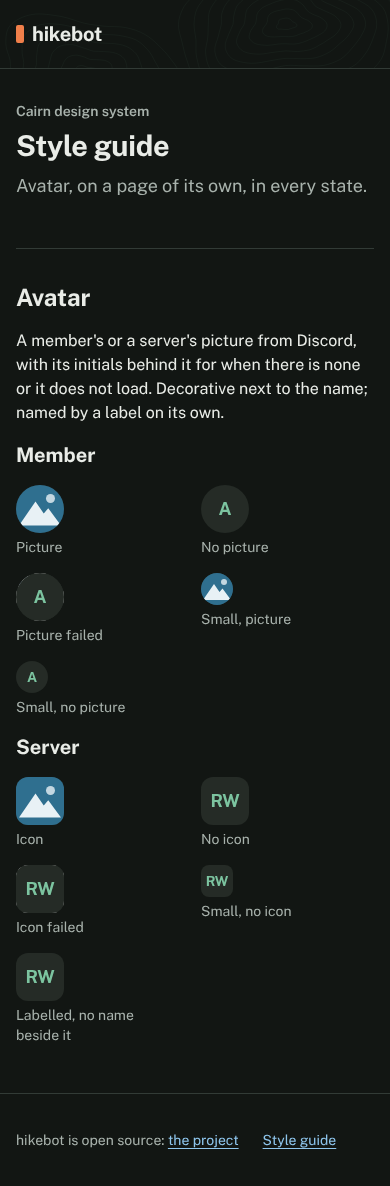 hikebot
Cairn design system
Style guide
Avatar, on a page of its own, in every state.
Avatar
A member's or a server's picture from Discord,
with its initials behind it for when there is none
or it does not load. Decorative next to the name;
named by a label on its own.
Member
A
Picture
No picture
A
Picture failed
Small, picture
A
Small, no picture
Server
RW
Icon
No icon
RW
RW
Icon failed
Small, no icon
RW
Labelled, no name
beside it
hikebot is open source: the project
Style guide